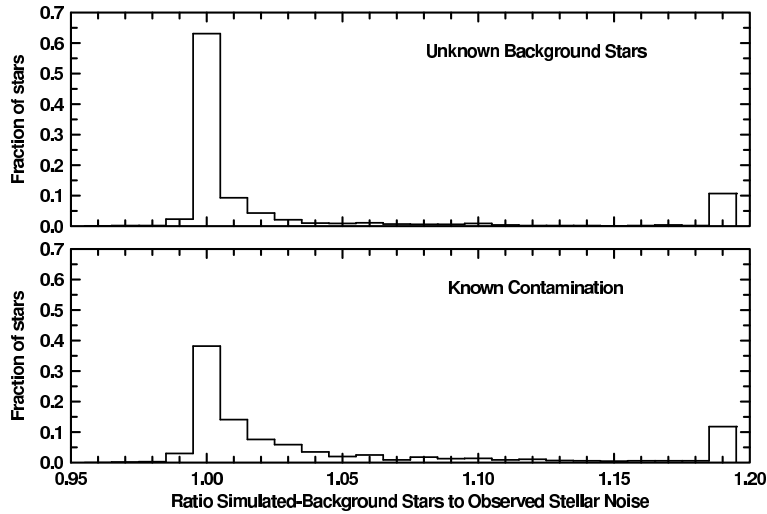 0.7
0.6
0.5
0.4
0.3
0.2
0.1
0.0
Fraction of stars
Unknown Background Stars
0.7
0.6
0.5
0.4
0.3
0.2
0.1
0.0
Fraction of stars
Known Contamination
0.95 1.00 1.05 1.10 1.15 1.20
Ratio Simulated-Background Stars to Observed Stellar Noise